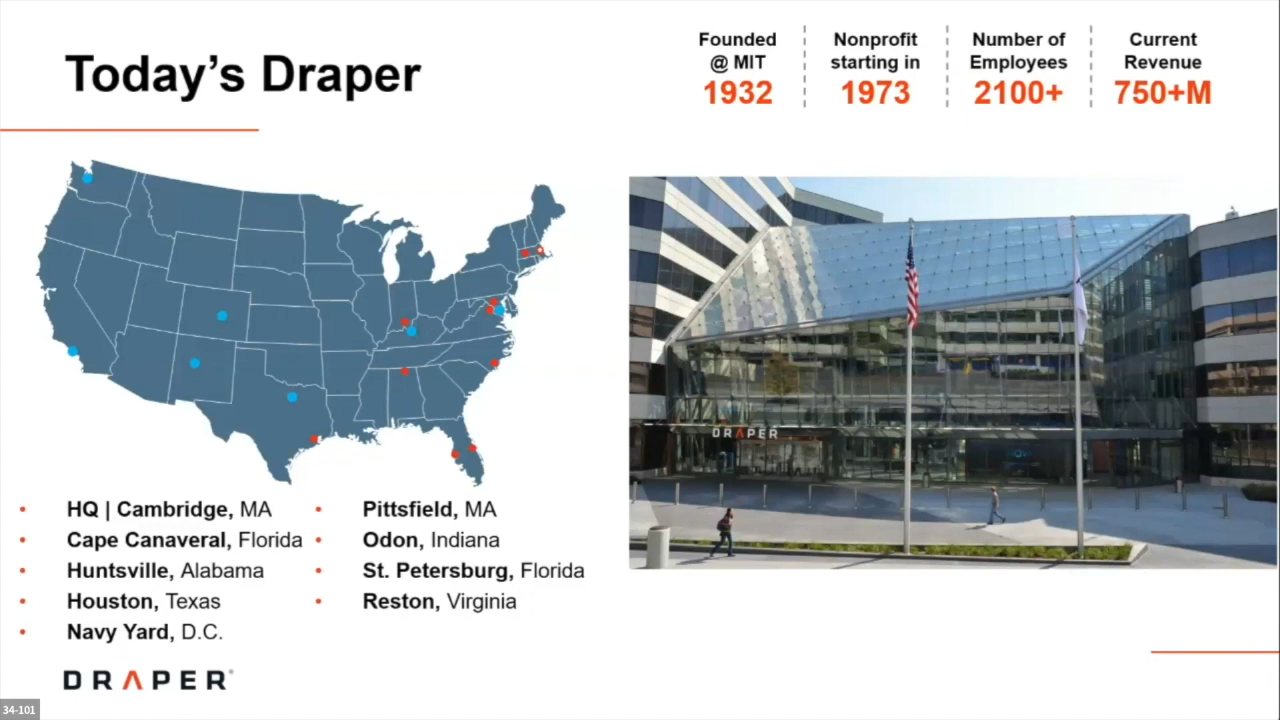 Today’s Draper
Founded
@ MIT
1932
Nonprofit
starting in
1973
Number of
Employees
2100+
Current
Revenue
750+M
DRAPER
• HQ | Cambridge, MA
• Cape Canaveral, Florida
• Huntsville, Alabama
• Houston, Texas
• Navy Yard, D.C.
• Pittsfield, MA
• Odon, Indiana
• St. Petersburg, Florida
• Reston, Virginia
DRAPER®
34-101